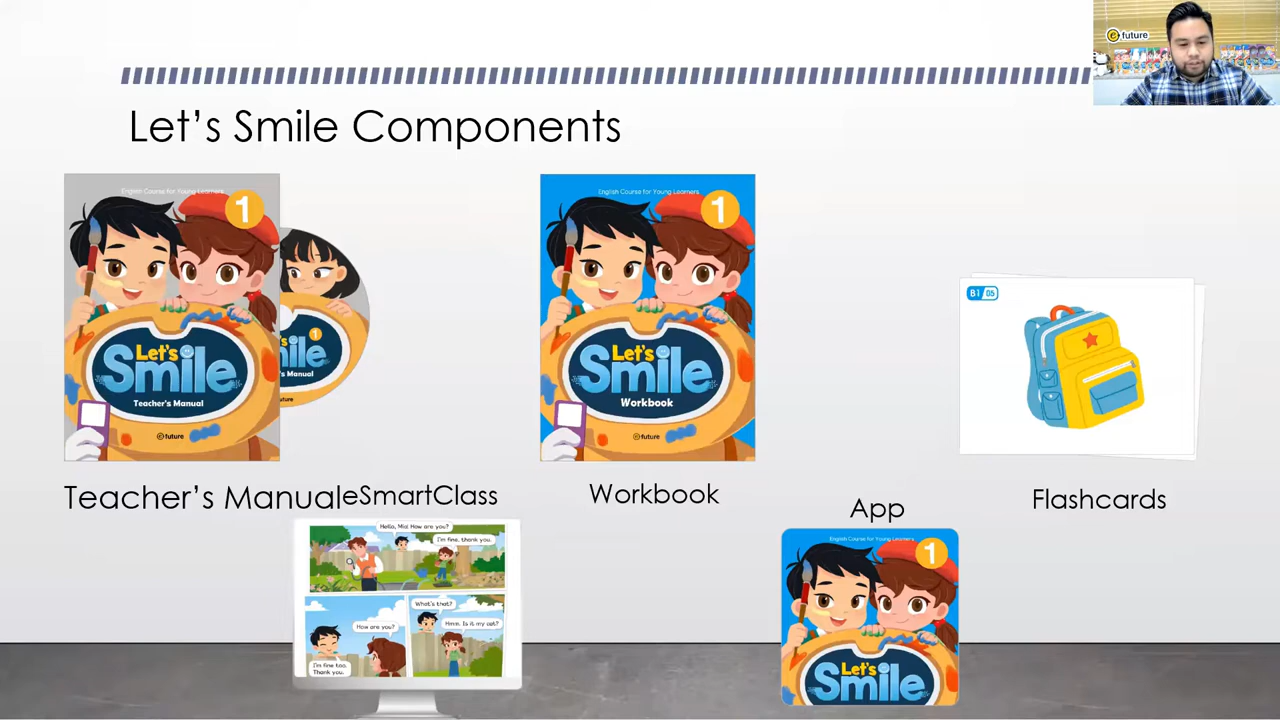 e future
Let's Smile Components
English Course for Young Learners
1
Let's
Smile
Teacher's Manual
e future
1
ile
's Manual
uture
English Course for Young Learners
1
Let's
Smile
Workbook
e future
B1 05
Teacher's Manual
eSmartClass
Workbook
App
Flashcards
Hello, Mia! How are you?
I'm fine, thank you.
How are you?
I'm fine too.
Thank you.
What's that?
Hmm. Is it my cat?
English Course for Young Learners
1
Let's
Smile